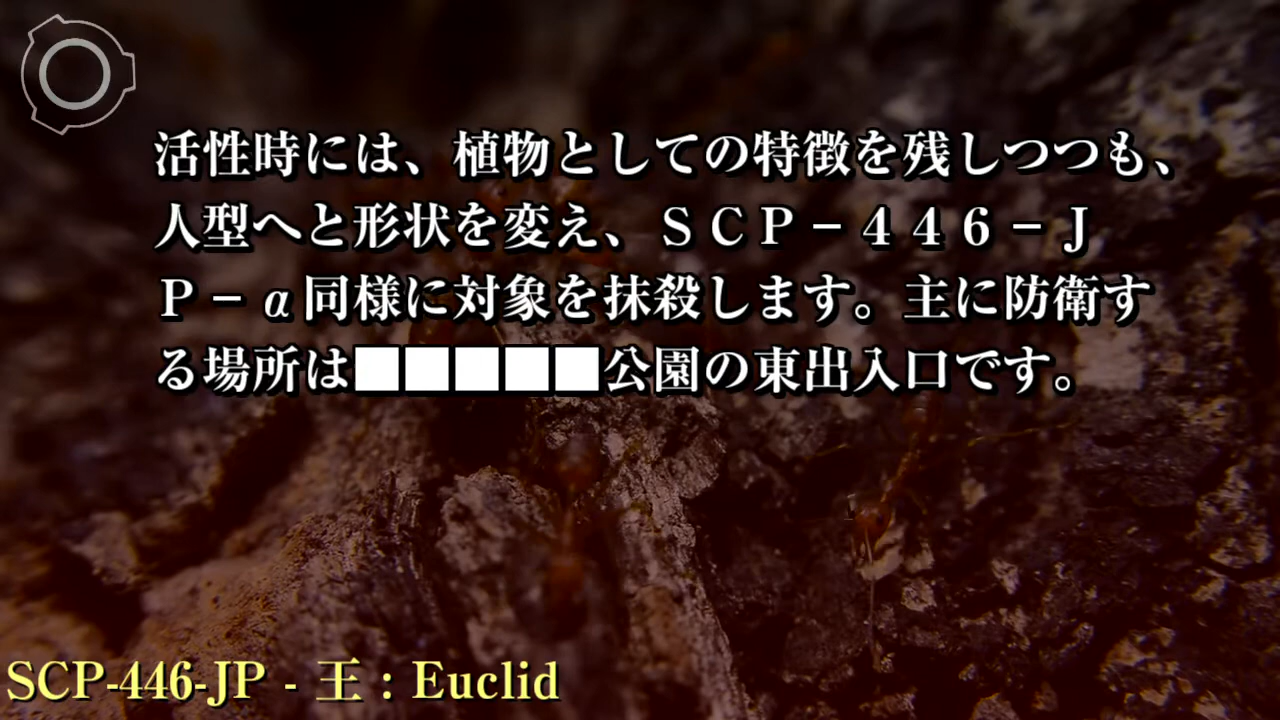 活性時には、植物としての特徴を残しつつも、
人型へと形状を変え、ＳＣＰ－４４６－Ｊ
Ｐ－α同様に対象を抹殺します。主に防衛す
る場所は■■■■■公園の東出入口です。
SCP-446-JP - 王 : Euclid